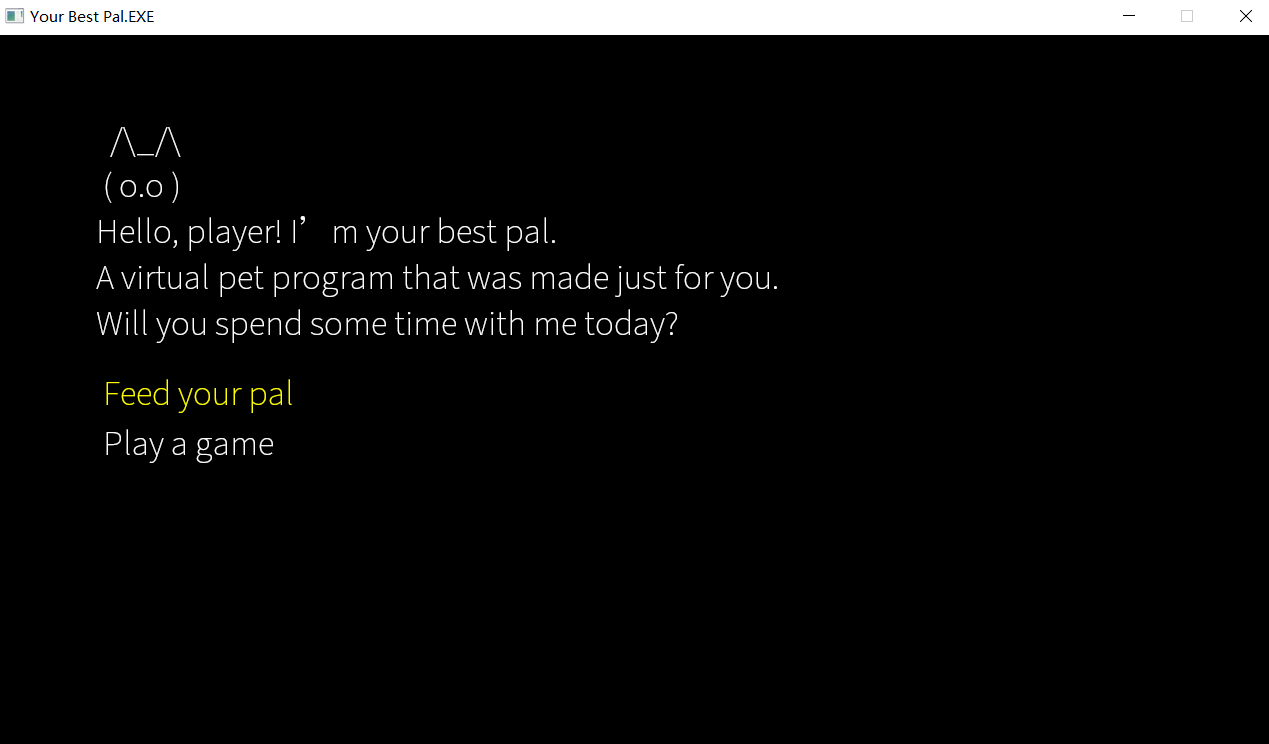 Your Best Pal.EXE
/\_/\
( o.o )
Hello, player! I’m your best pal.
A virtual pet program that was made just for you.
Will you spend some time with me today?
Feed your pal
Play a game